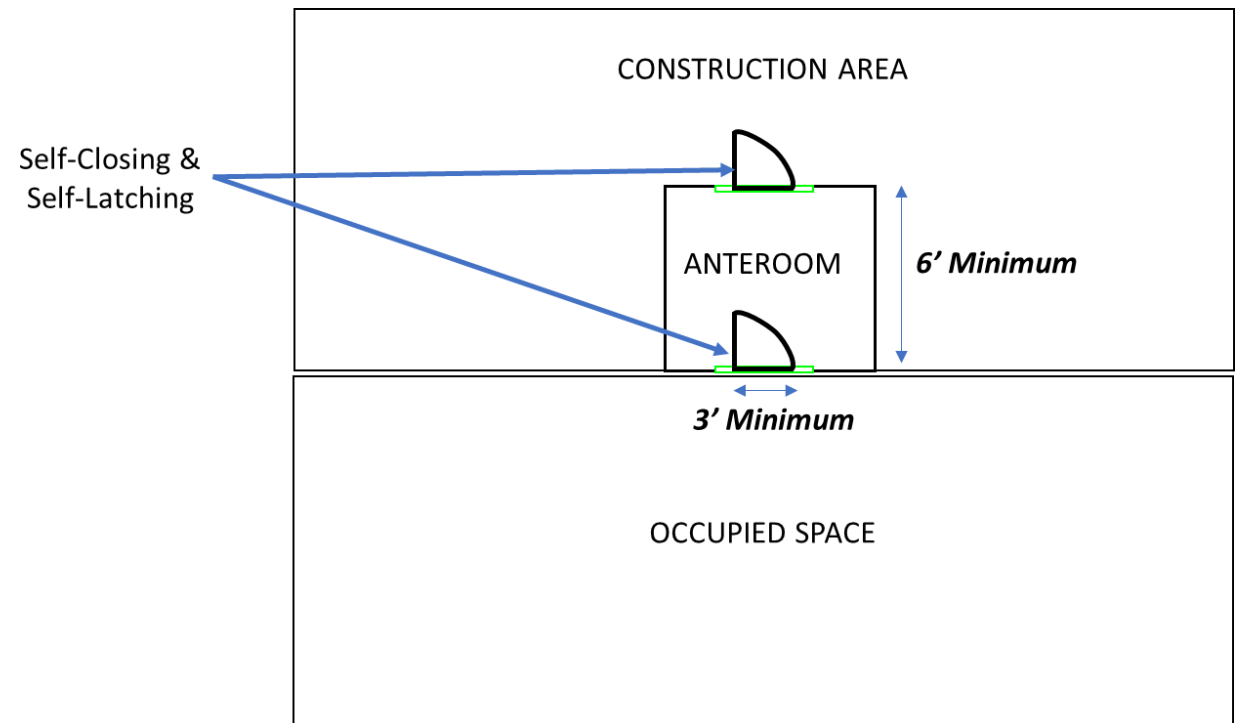 CONSTRUCTION AREA
Self-Closing &
Self-Latching
ANTEROOM
6’ Minimum
3’ Minimum
OCCUPIED SPACE